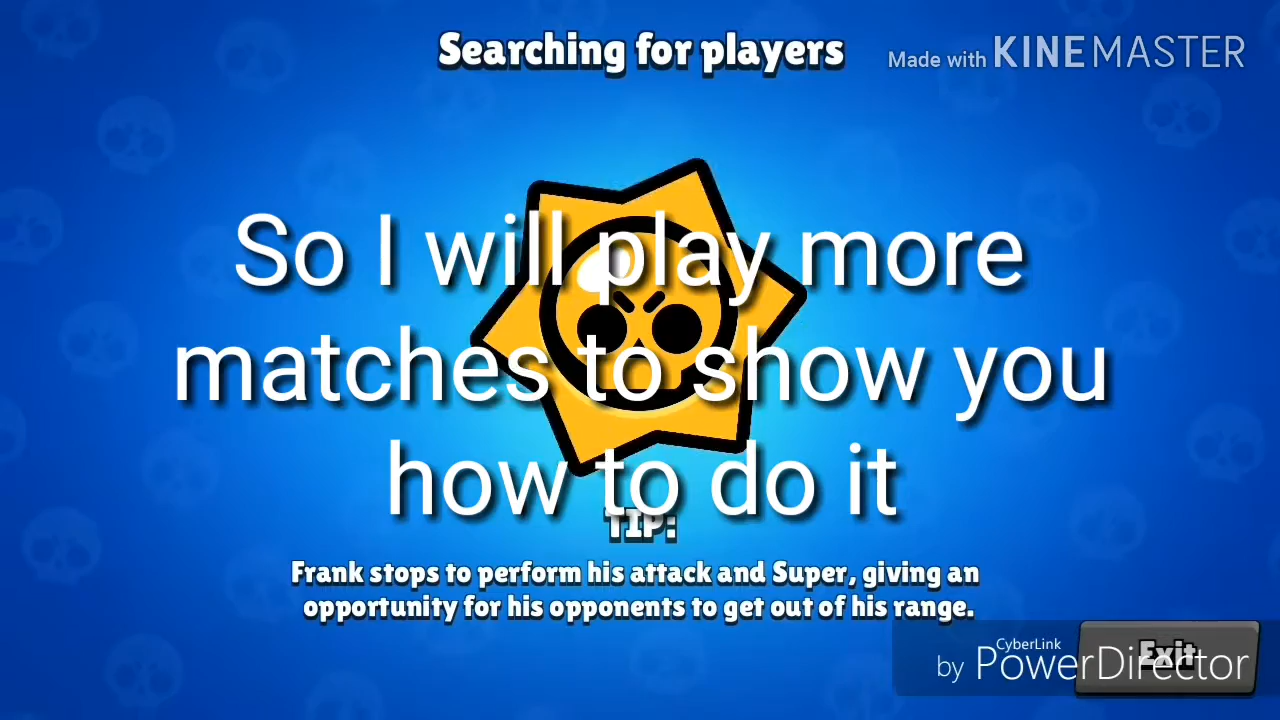 Searching for players
Made with KINEMASTER
So I will play more
matches to show you
how to do it
TIP:
Frank stops to perform his attack and Super, giving an
opportunity for his opponents to get out of his range.
CyberLink
by PowerDirector
Exit